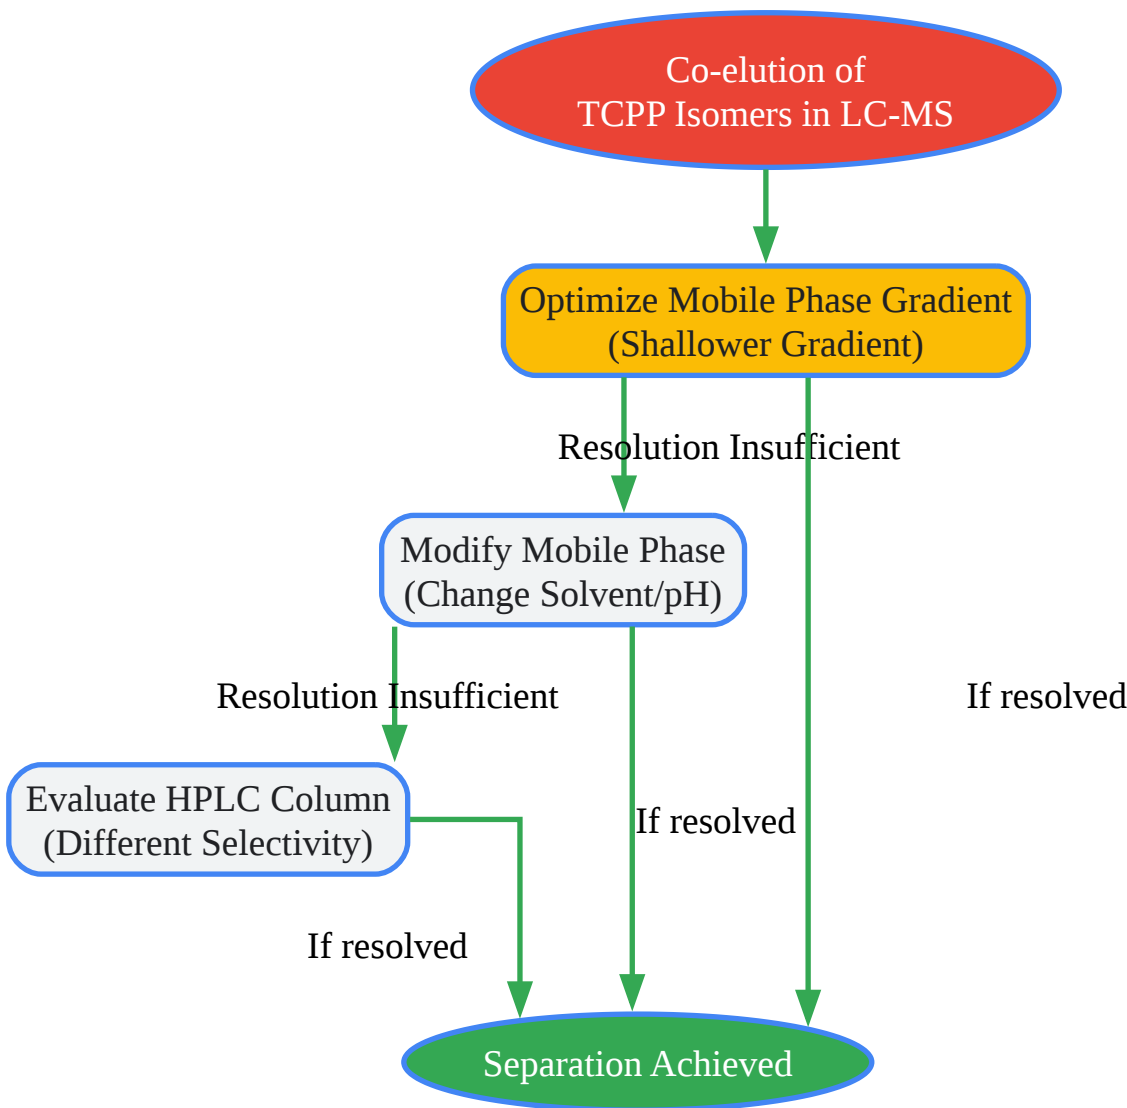 Co-elution of
TCPP Isomers in LC-MS
Optimize Mobile Phase Gradient
(Shallower Gradient)
Resolution Insufficient
Modify Mobile Phase
(Change Solvent/pH)
Resolution Insufficient
If resolved
Evaluate HPLC Column
(Different Selectivity)
If resolved
If resolved
Separation Achieved